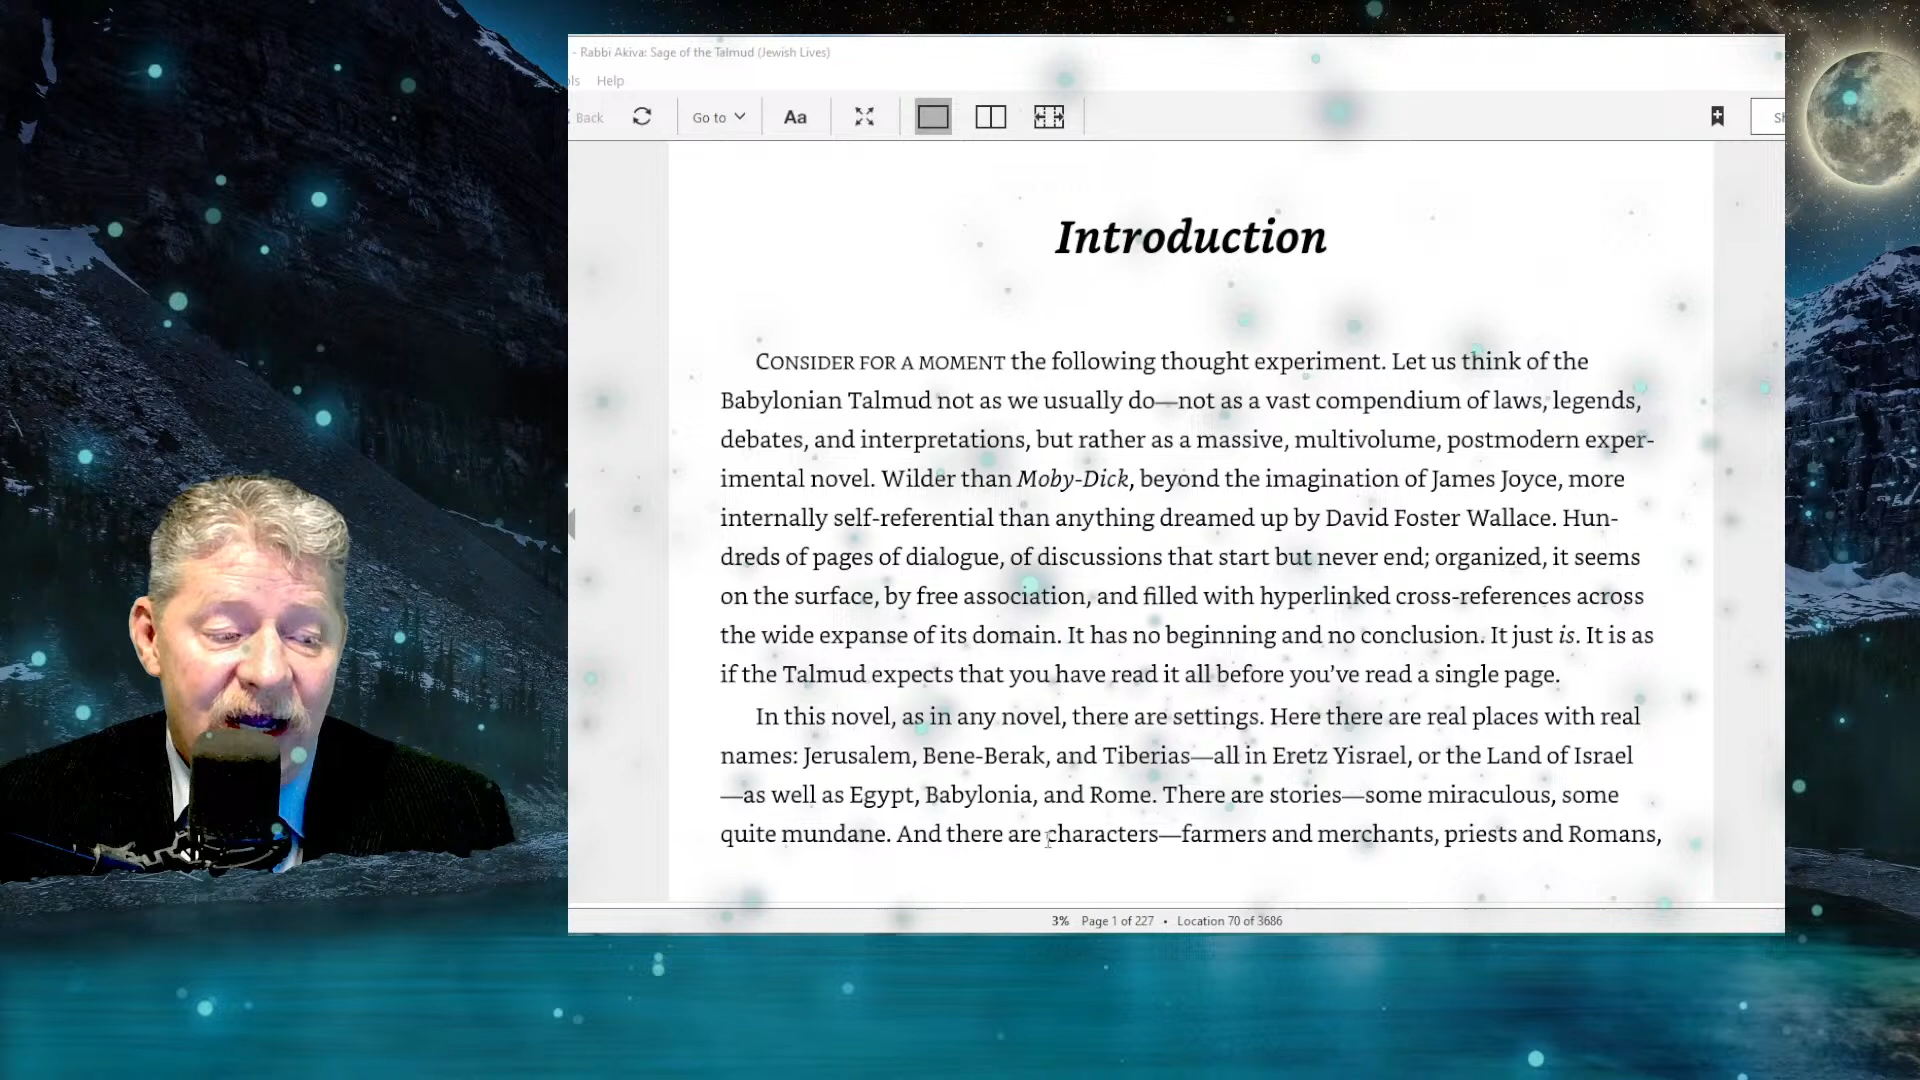 - Rabbi Akiva: Sage of the Talmud (Jewish Lives)
Help
Back
Go to
Aa
Introduction
CONSIDER FOR A MOMENT the following thought experiment. Let us think of the
Babylonian Talmud not as we usually do—not as a vast compendium of laws, legends,
debates, and interpretations, but rather as a massive, multivolume, postmodern exper-
imental novel. Wilder than Moby-Dick, beyond the imagination of James Joyce, more
internally self-referential than anything dreamed up by David Foster Wallace. Hun-
dreds of pages of dialogue, of discussions that start but never end; organized, it seems
on the surface, by free association, and filled with hyperlinked cross-references across
the wide expanse of its domain. It has no beginning and no conclusion. It just is. It is as
if the Talmud expects that you have read it all before you've read a single page.
In this novel, as in any novel, there are settings. Here there are real places with real
names: Jerusalem, Bene-Berak, and Tiberias—all in Eretz Yisrael, or the Land of Israel
—as well as Egypt, Babylonia, and Rome. There are stories—some miraculous, some
quite mundane. And there are characters—farmers and merchants, priests and Romans,
3% Page 1 of 227 • Location 70 of 3686